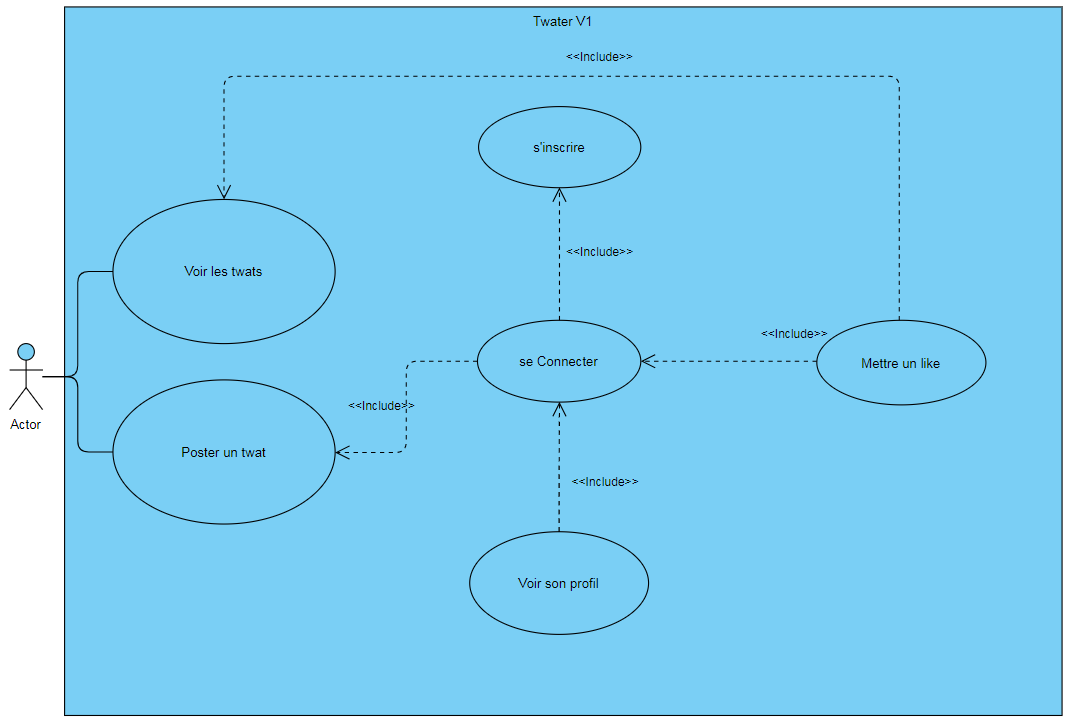 Twater V1
<<Include>>
s'inscrire
<<Include>>
Voir les twats
<<Include>>
se Connecter
Mettre un like
<<Include>>
Actor
Poster un twat
<<Include>>
Voir son profil